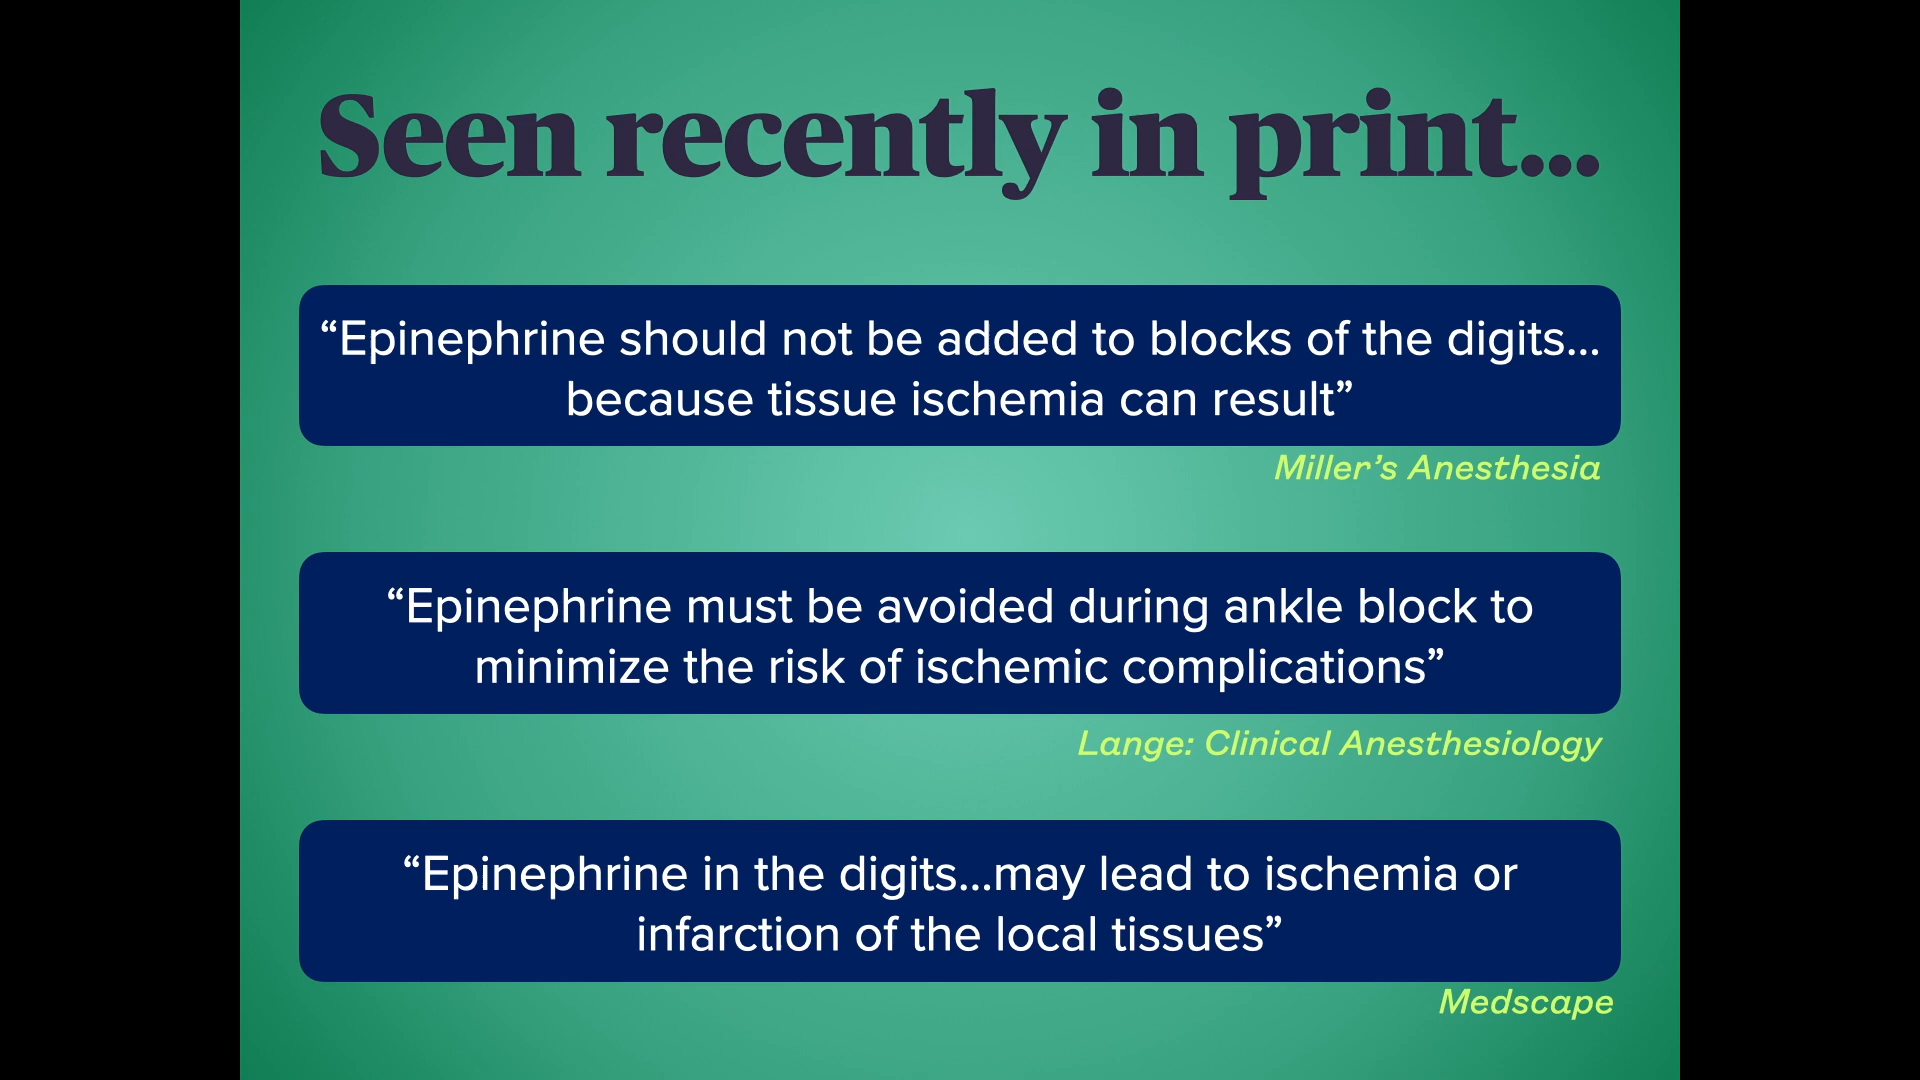 Seen recently in print…
“Epinephrine should not be added to blocks of the digits…
because tissue ischemia can result”
Miller’s Anesthesia
“Epinephrine must be avoided during ankle block to
minimize the risk of ischemic complications”
Lange: Clinical Anesthesiology
“Epinephrine in the digits…may lead to ischemia or
infarction of the local tissues”
Medscape